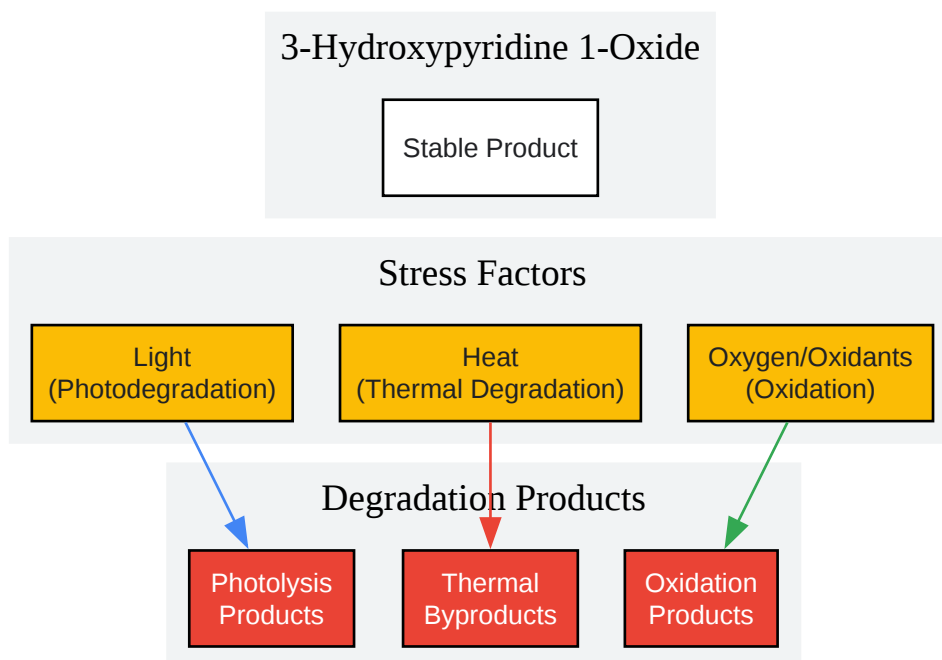 3-Hydroxypyridine 1-Oxide
Stable Product
Stress Factors
Light
(Photodegradation)
Heat
(Thermal Degradation)
Oxygen/Oxidants
(Oxidation)
Degradation Products
Photolysis
Products
Thermal
Byproducts
Oxidation
Products